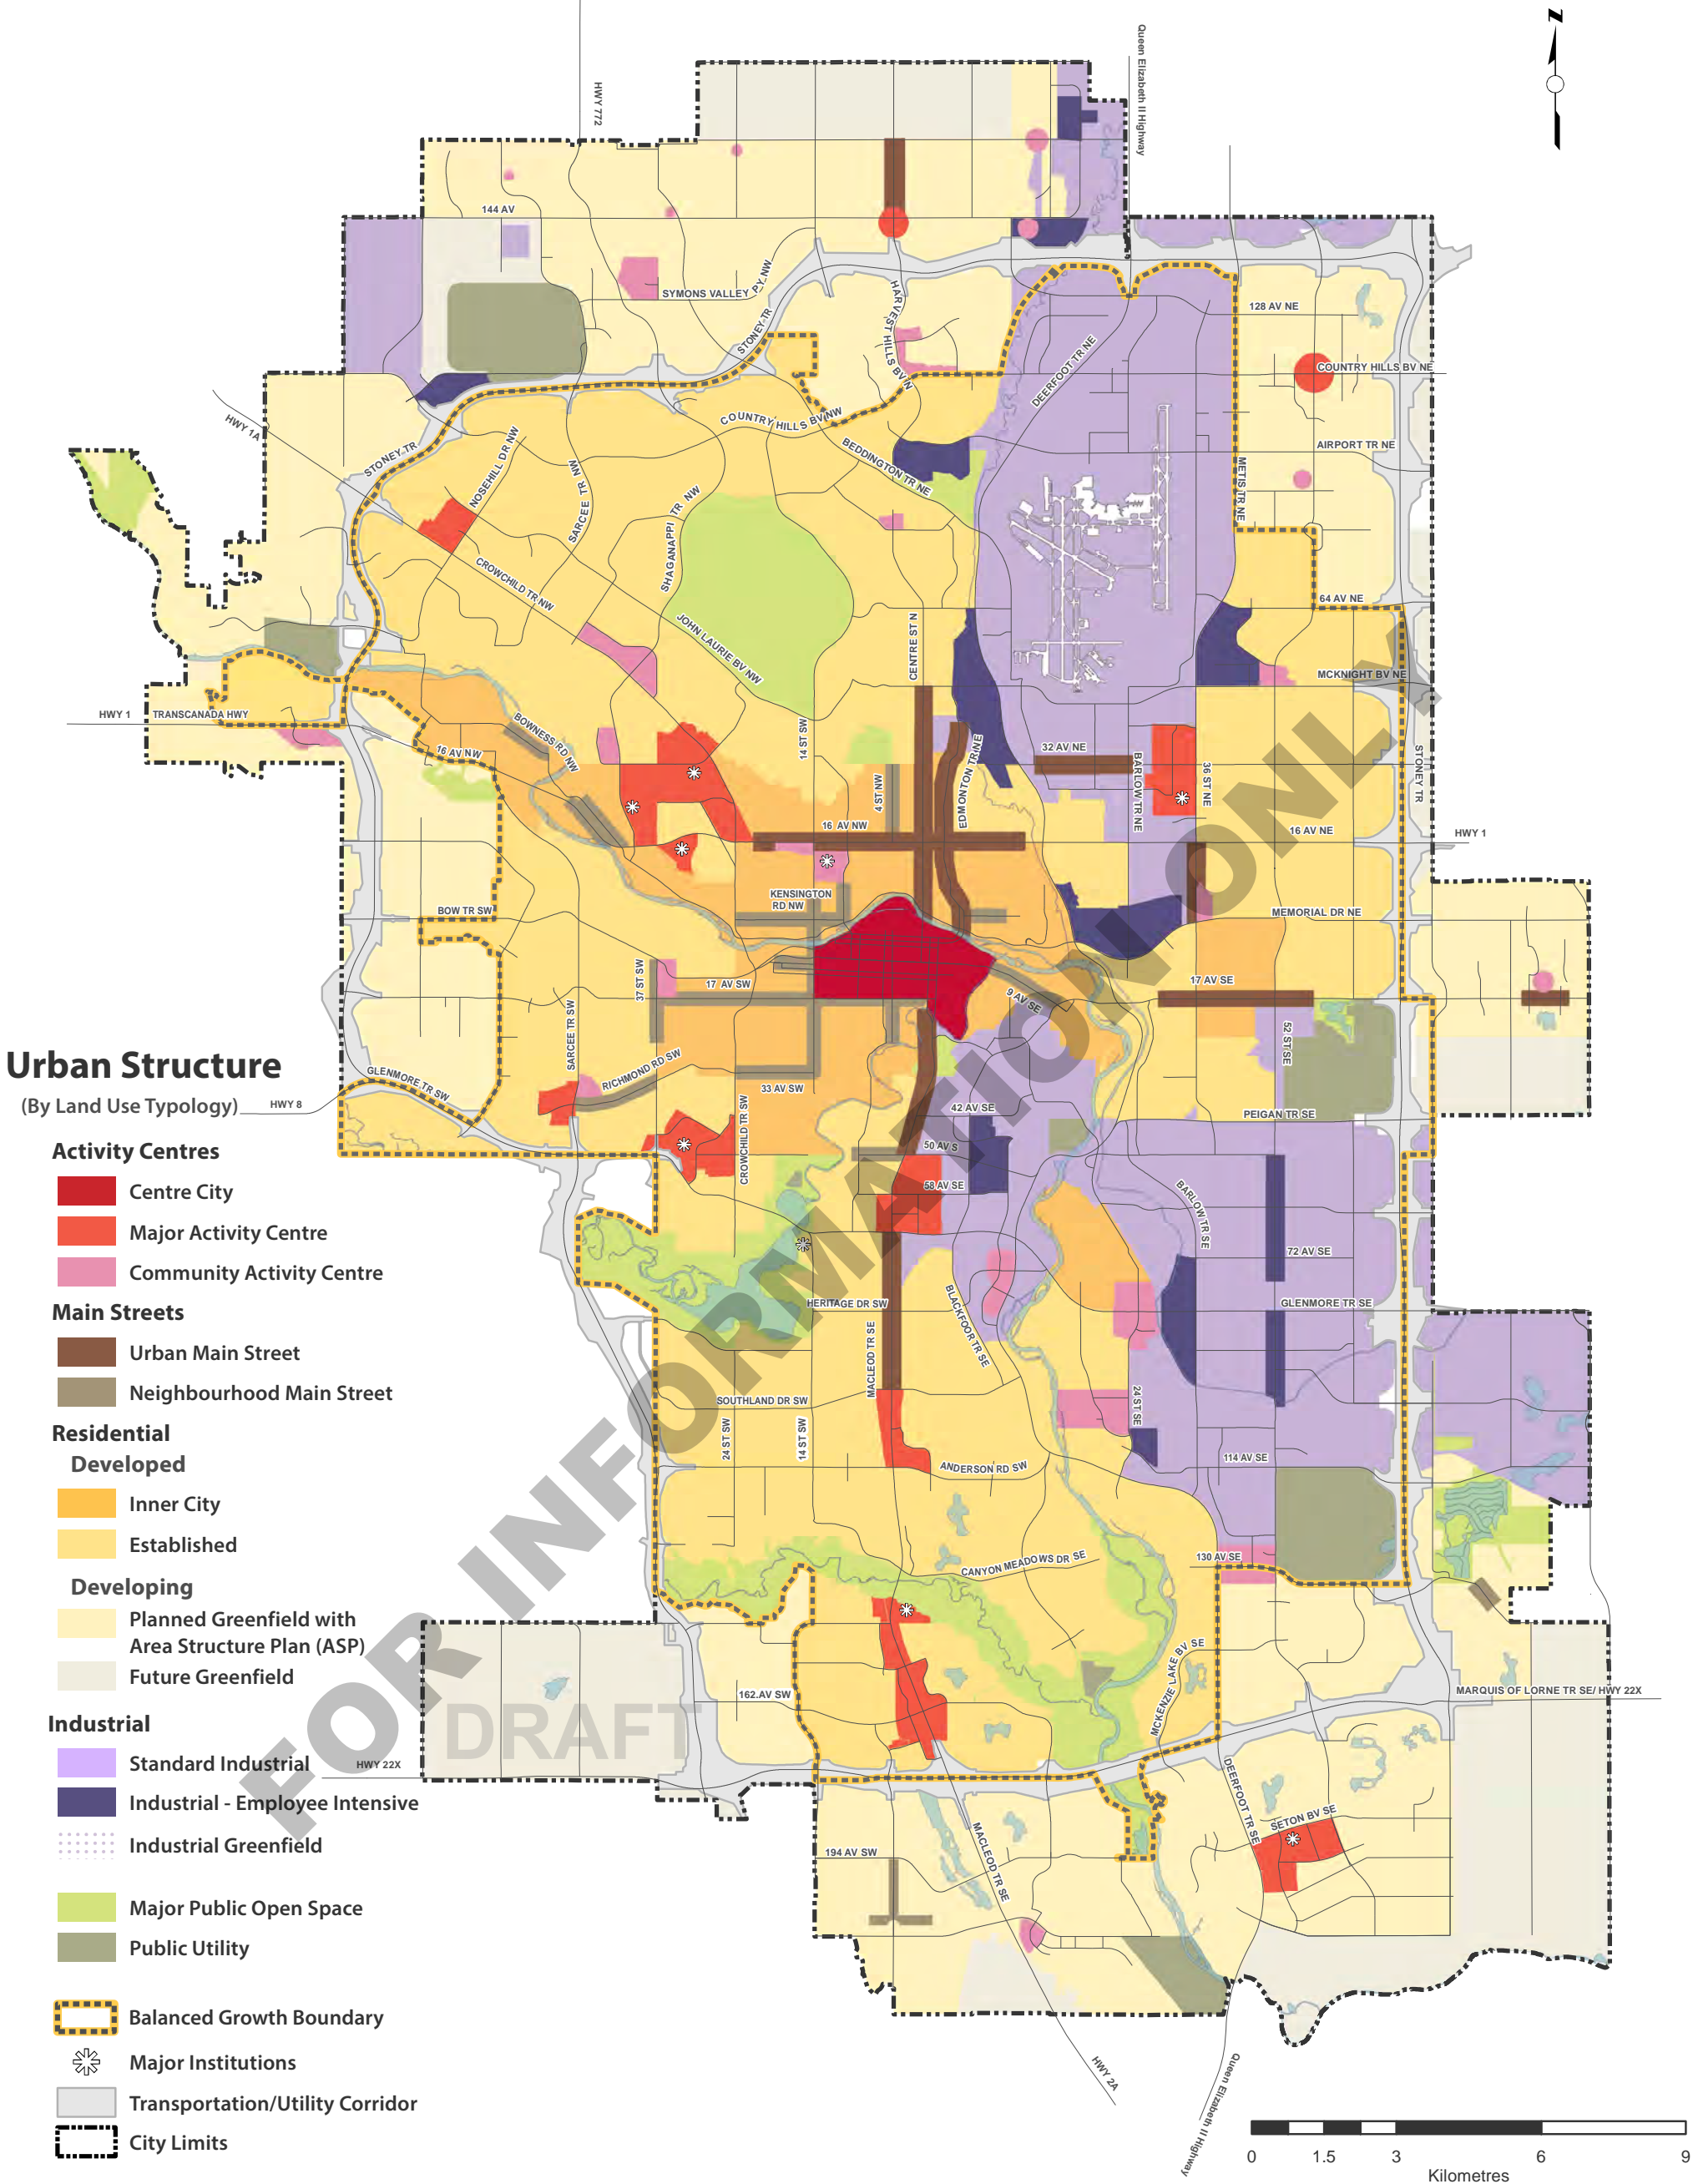 Z
Queen Elizabeth II Highway
HWY 772
144 AV
SYMONS VALLEY PY NW
STONEY TR
HARVEST HILLS BV N
128 AV NE
DEERFOOT TR NE
COUNTRY HILLS BV NE
HWY 1A
STONEY TR
NOSEHILL DR NW
SARCEE TR NW
COUNTRY HILLS BV NW
BEDDINGTON TR NE
AIRPORT TR NE
METIS TR NE
SHAGANAPPI TR NW
CROWCHILD TR NW
JOHN LAURIE BV NW
CENTRE ST N
64 AV NE
MCKNIGHT BV NE
HWY 1
TRANSCANADA HWY
BOWNESS RD NW
16 AV NW
14 ST SW
4 ST NW
EDMONTON TR NE
32 AV NE
BARLOW TR NE
36 ST NE
STONEY TR
16 AV NW
16 AV NE
HWY 1
KENSINGTON
RD NW
BOW TR SW
MEMORIAL DR NE
37 ST SW
17 AV SW
9 AV SE
17 AV SE
52 ST SE
SARCEE TR SW
RICHMOND RD SW
33 AV SW
GLENMORE TR SW
HWY 8
42 AV SE
PEIGAN TR SE
CROWCHILD TR SW
50 AV S
58 AV SE
BARLOW TR SE
72 AV SE
HERITAGE DR SW
GLENMORE TR SE
MACLEOD TR SE
BLACKFOOT TR SE
SOUTHLAND DR SW
24 ST SW
14 ST SW
24 ST SE
ANDERSON RD SW
114 AV SE
CANYON MEADOWS DR SE
130 AV SE
162 AV SW
MCKENZIE LAKE BV SE
MARQUIS OF LORNE TR SE/ HWY 22X
HWY 22X
DEERFOOT TR SE
SETON BV SE
194 AV SW
MACLEOD TR SE
HWY 2A
Queen Elizabeth II Highway
FOR INFORMATION ONLY
DRAFT
Urban Structure
(By Land Use Typology)
Activity Centres
Centre City
Major Activity Centre
Community Activity Centre
Main Streets
Urban Main Street
Neighbourhood Main Street
Residential
Developed
Inner City
Established
Developing
Planned Greenfield with
Area Structure Plan (ASP)
Future Greenfield
Industrial
Standard Industrial
Industrial - Employee Intensive
Industrial Greenfield
Major Public Open Space
Public Utility
Balanced Growth Boundary
Major Institutions
Transportation/Utility Corridor
City Limits
0 1.5 3 6 9
Kilometres